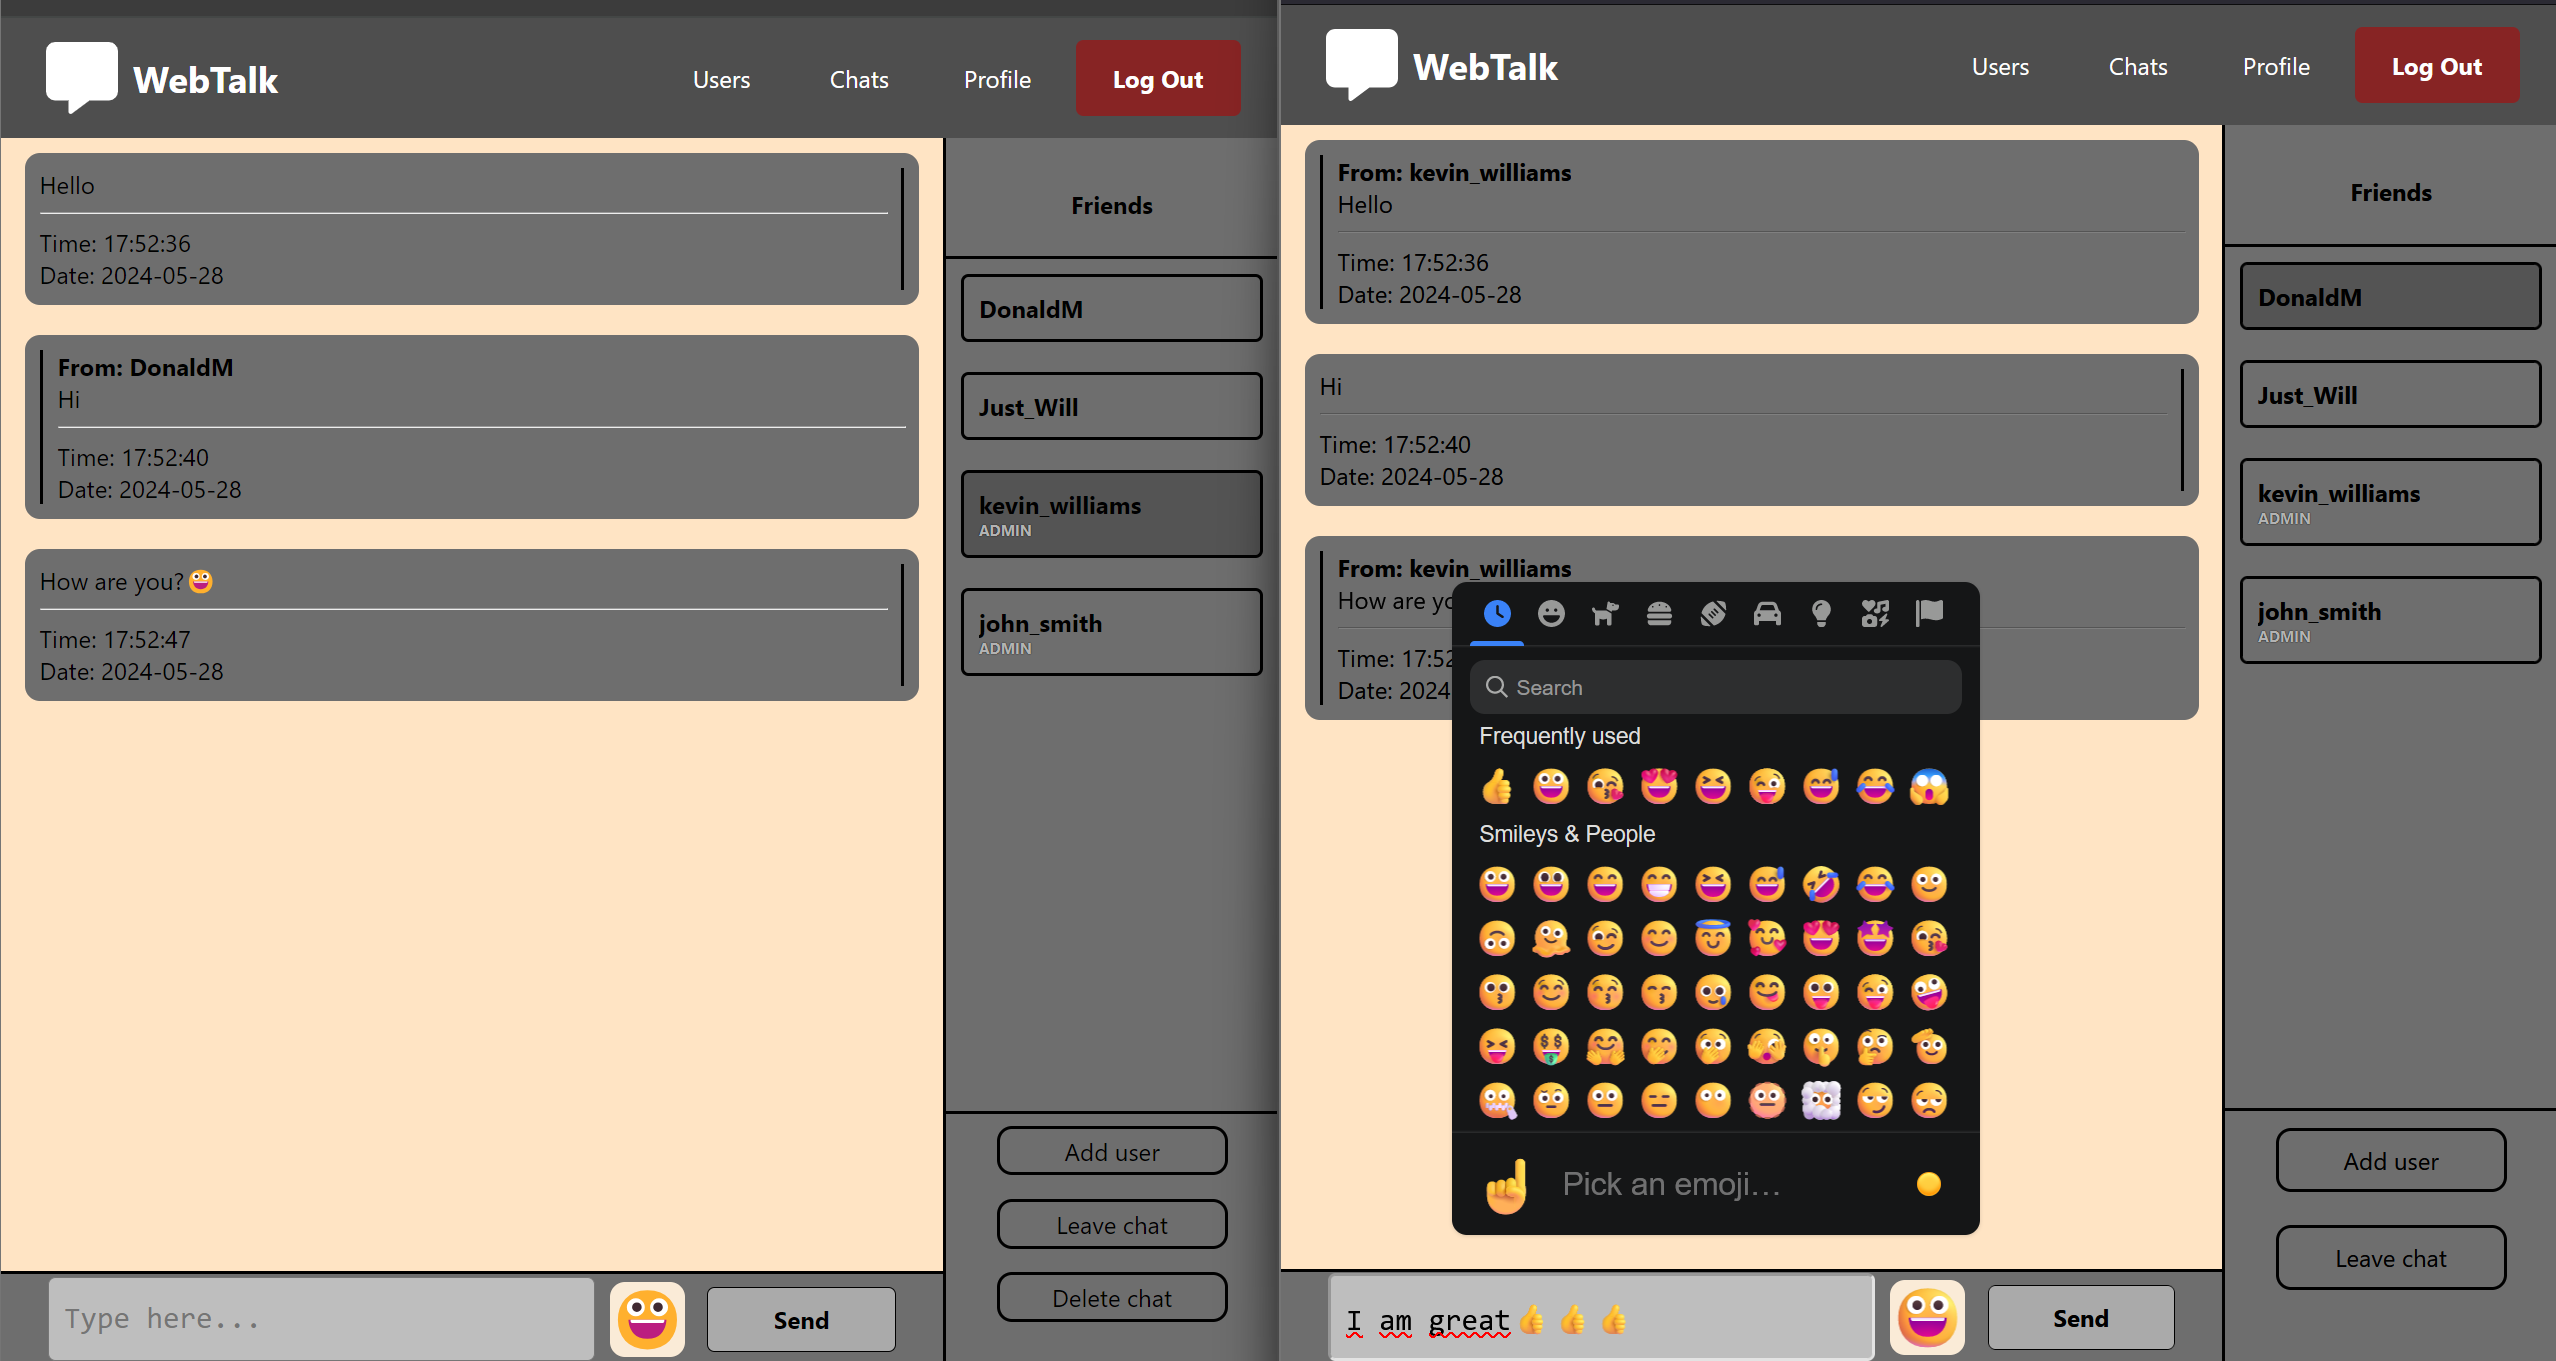 WebTalk
Users Chats Profile Log Out
Hello
Time: 17:52:36
Date: 2024-05-28
From: DonaldM
Hi
Time: 17:52:40
Date: 2024-05-28
How are you?😀
Time: 17:52:47
Date: 2024-05-28
Type here...
Send
Friends
DonaldM
Just_Will
kevin_williams
ADMIN
john_smith
ADMIN
Add user
Leave chat
Delete chat
WebTalk
Users Chats Profile Log Out
From: kevin_williams
Hello
Time: 17:52:36
Date: 2024-05-28
Hi
Time: 17:52:40
Date: 2024-05-28
From: kevin_williams
How are yo
Time: 17:52
Date: 2024
Search
Frequently used
Smileys & People
Pick an emoji…
I am great👍👍👍
Send
Friends
DonaldM
Just_Will
kevin_williams
ADMIN
john_smith
ADMIN
Add user
Leave chat